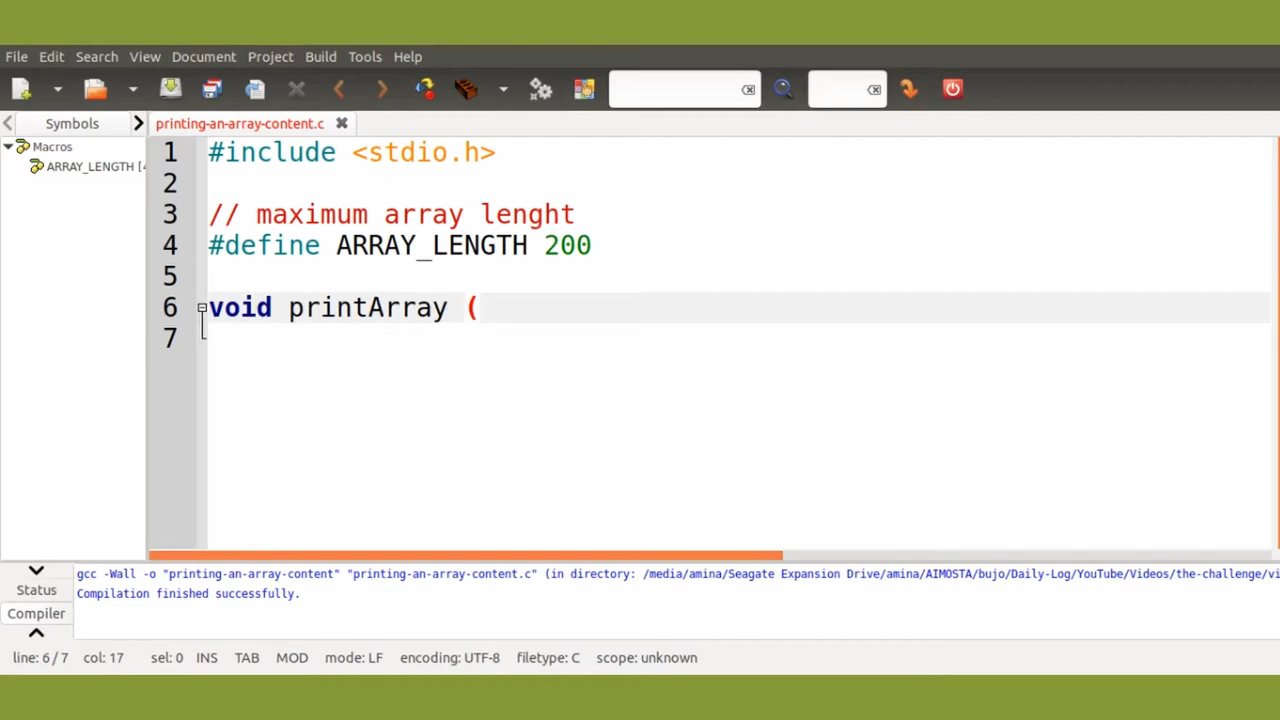 File Edit Search View Document Project Build Tools Help
Symbols printing-an-array-content.c
Macros
ARRAY_LENGTH [4
1 #include <stdio.h>
2
3 // maximum array lenght
4 #define ARRAY_LENGTH 200
5
6 void printArray (
7
Status
Compiler
gcc -Wall -o "printing-an-array-content" "printing-an-array-content.c" (in directory: /media/amina/Seagate Expansion Drive/amina/AIMOSTA/bujo/Daily-Log/YouTube/Videos/the-challenge/vi
Compilation finished successfully.
line: 6 / 7 col: 17 sel: 0 INS TAB MOD mode: LF encoding: UTF-8 filetype: C scope: unknown